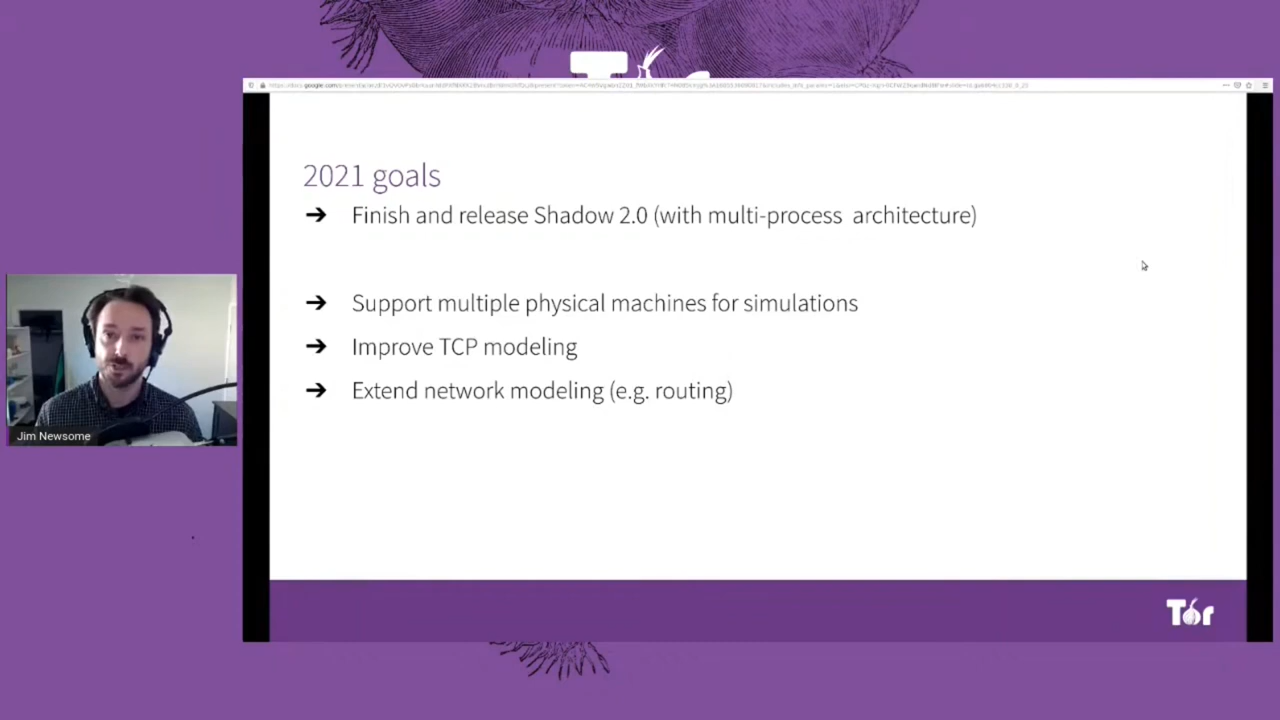 2021 goals
➔ Finish and release Shadow 2.0 (with multi-process architecture)
➔ Support multiple physical machines for simulations
➔ Improve TCP modeling
➔ Extend network modeling (e.g. routing)
Jim Newsome
Tor